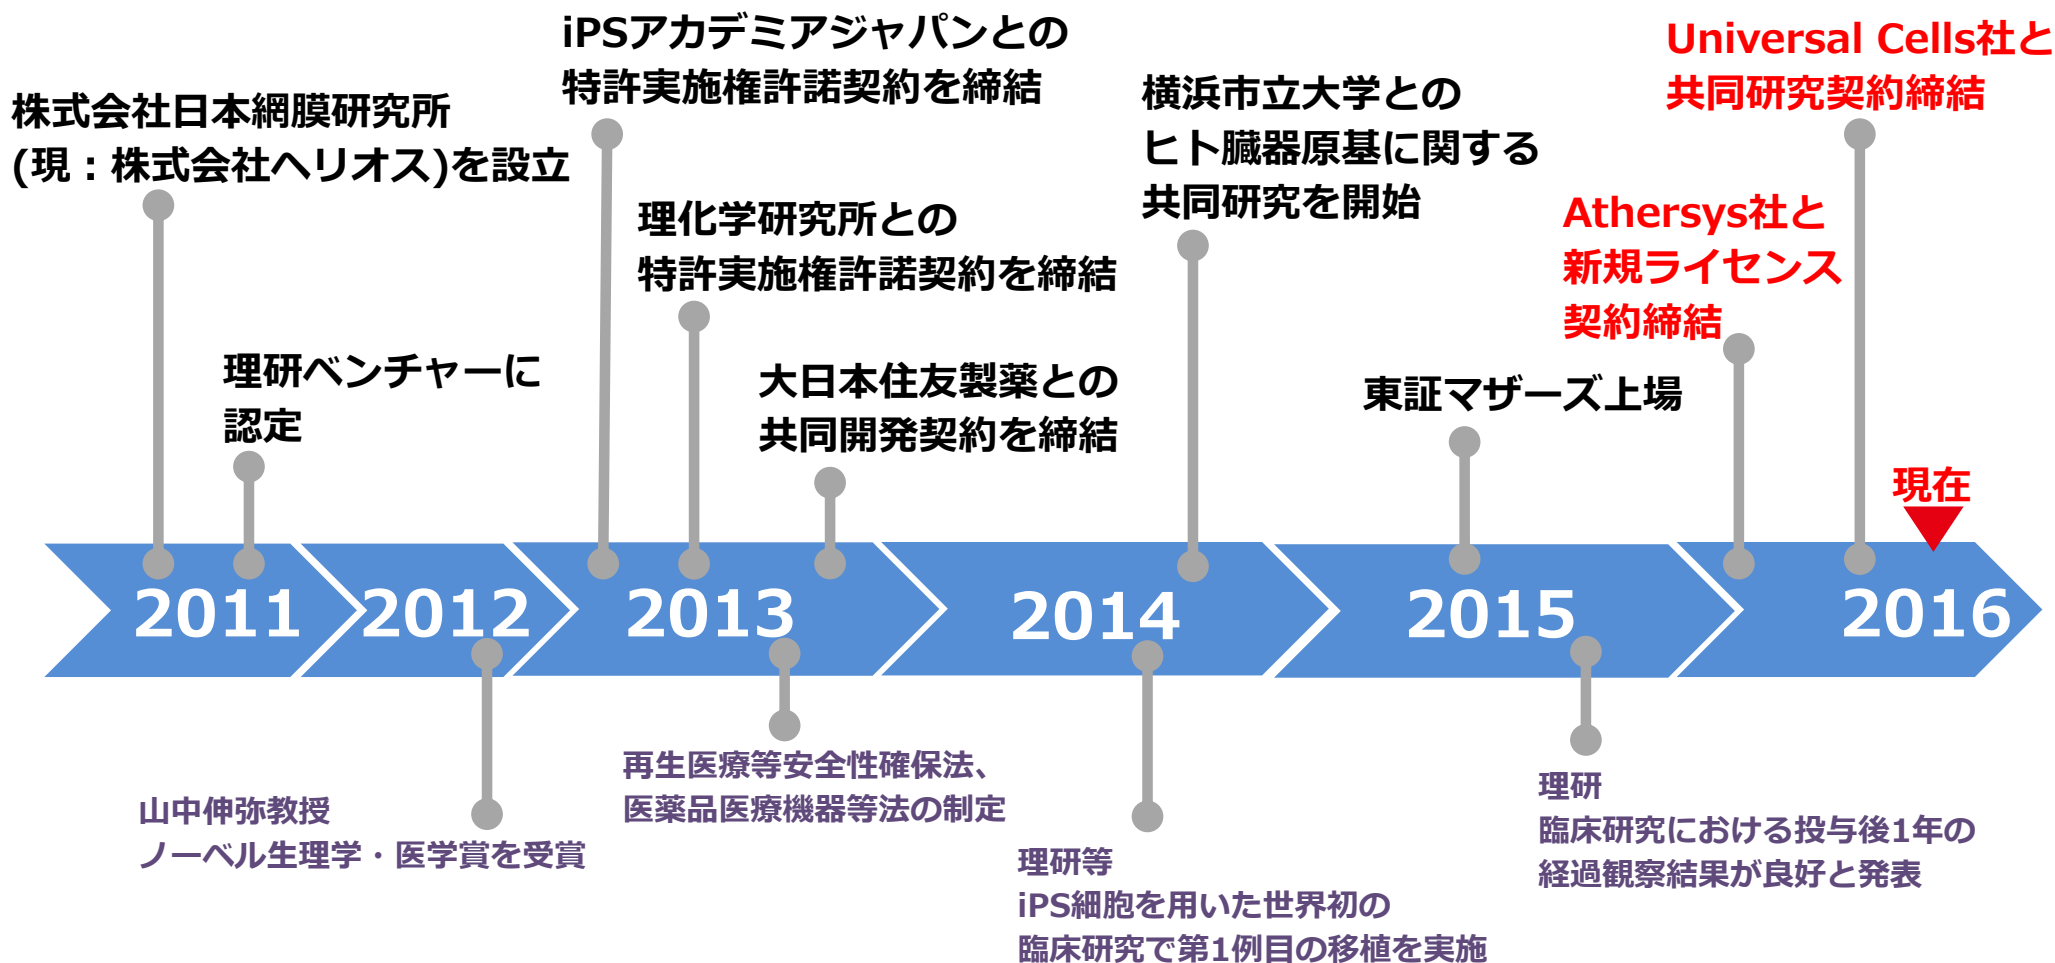 株式会社日本網膜研究所
(現：株式会社ヘリオス)を設立
理研ベンチャーに
認定
iPSアカデミアジャパンとの
特許実施権許諾契約を締結
理化学研究所との
特許実施権許諾契約を締結
大日本住友製薬との
共同開発契約を締結
横浜市立大学との
ヒト臓器原基に関する
共同研究を開始
東証マザーズ上場
Athersys社と
新規ライセンス
契約締結
Universal Cells社と
共同研究契約締結
現在
2011
2012
2013
2014
2015
2016
山中伸弥教授
ノーベル生理学・医学賞を受賞
再生医療等安全性確保法、
医薬品医療機器等法の制定
理研等
iPS細胞を用いた世界初の
臨床研究で第1例目の移植を実施
理研
臨床研究における投与後1年の
経過観察結果が良好と発表